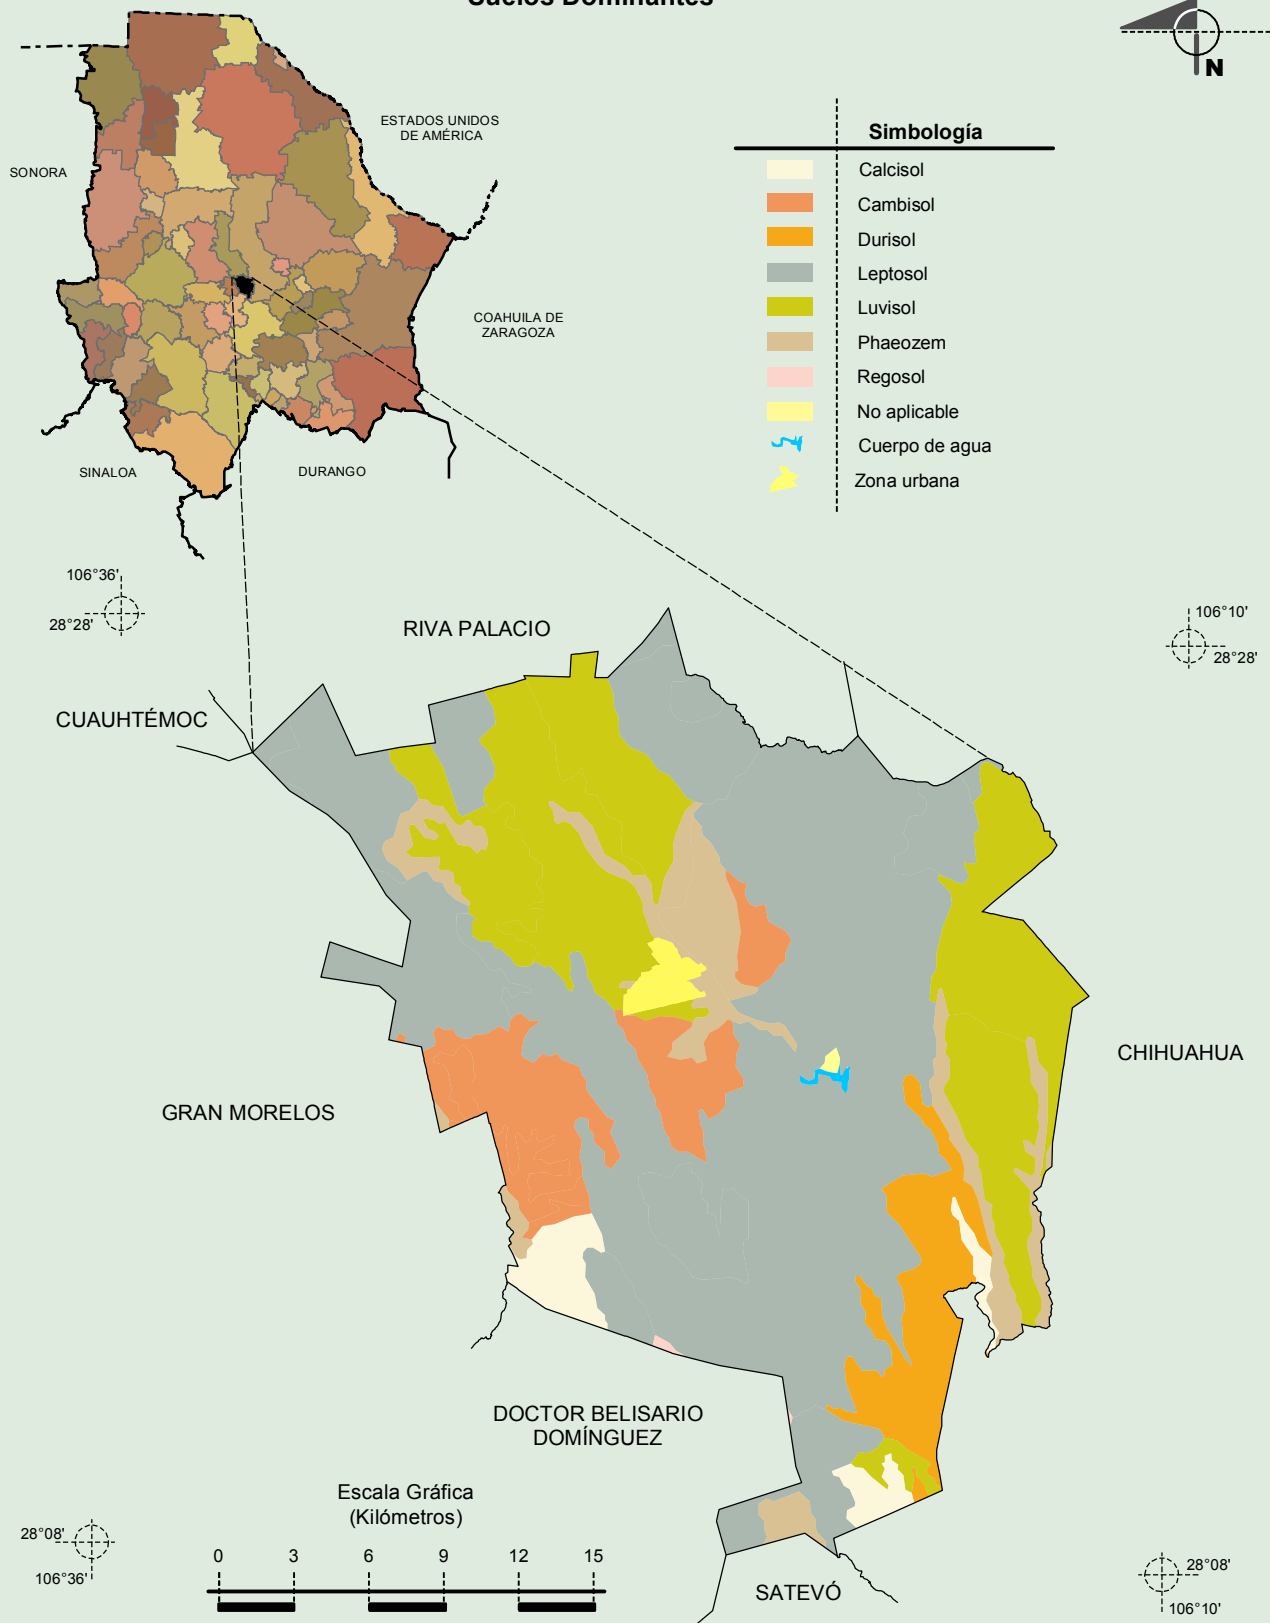 Suelos Dominantes
N
ESTADOS UNIDOS
DE AMÉRICA
SONORA
COAHUILA DE
ZARAGOZA
SINALOA
DURANGO
Simbología
Calcisol
Cambisol
Durisol
Leptosol
Luvisol
Phaeozem
Regosol
No aplicable
Cuerpo de agua
Zona urbana
106°36'
28°28'
106°10'
28°28'
RIVA PALACIO
CUAUHTÉMOC
CHIHUAHUA
GRAN MORELOS
DOCTOR BELISARIO
DOMÍNGUEZ
SATEVÓ
Escala Gráfica
(Kilómetros)
0 3 6 9 12 15
28°08'
106°36'
28°08'
106°10'